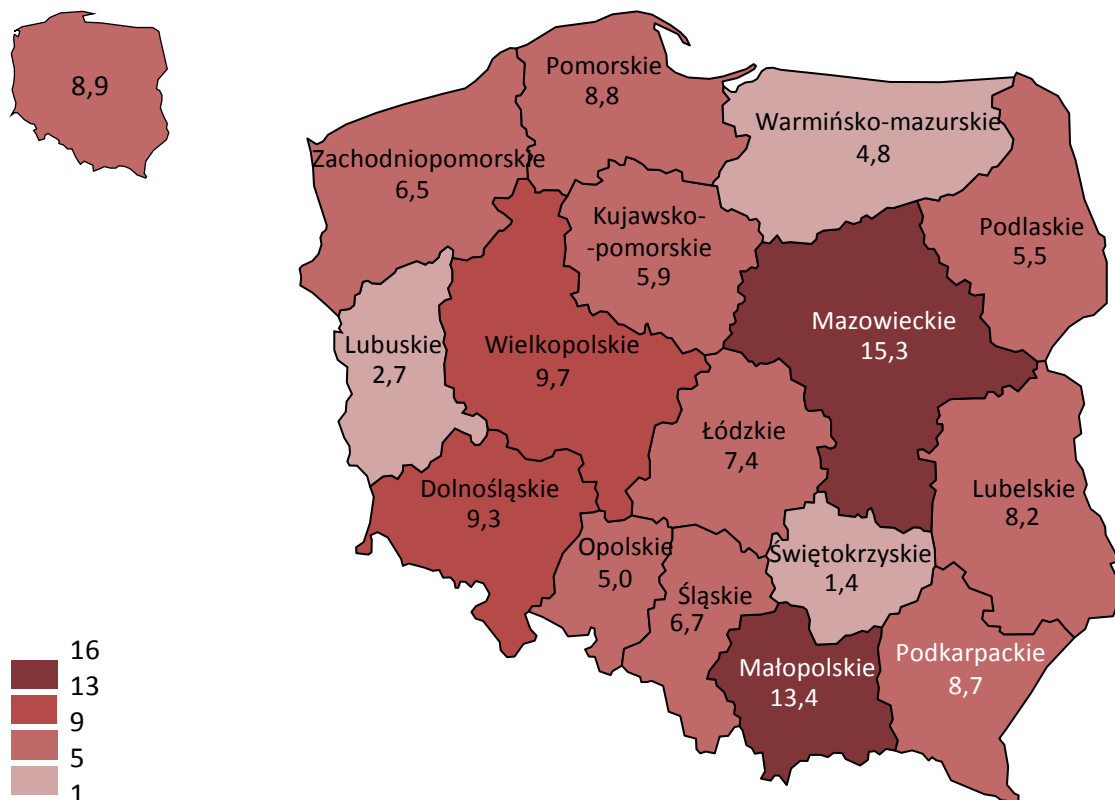 8,9
Pomorskie
8,8
Warmińsko-mazurskie
4,8
Zachodniopomorskie
6,5
Kujawsko-
-pomorskie
5,9
Podlaskie
5,5
Mazowieckie
15,3
Lubuskie
2,7
Wielkopolskie
9,7
Łódzkie
7,4
Dolnośląskie
9,3
Lubelskie
8,2
Opolskie
5,0
Świętokrzyskie
1,4
Śląskie
6,7
Małopolskie
13,4
Podkarpackie
8,7
16
13
9
5
1